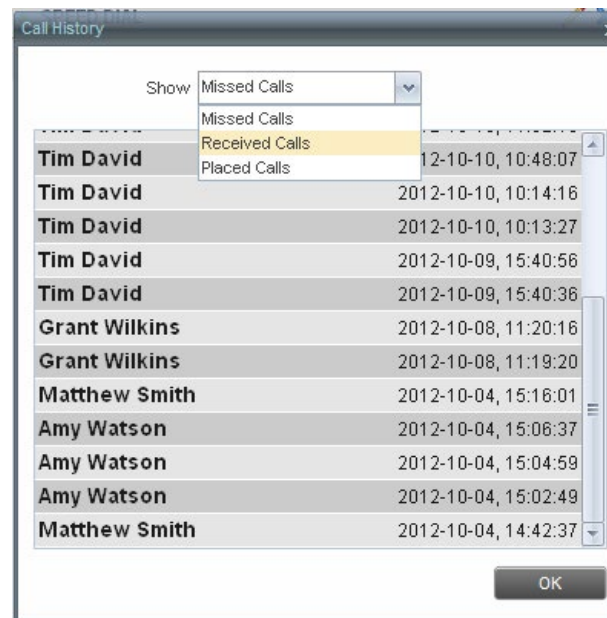 SPEED DIAL
Call History
Show Missed Calls
Missed Calls
Received Calls
Placed Calls
Tim David 12-10-10, 10:48:07
Tim David 2012-10-10, 10:14:16
Tim David 2012-10-10, 10:13:27
Tim David 2012-10-09, 15:40:56
Tim David 2012-10-09, 15:40:36
Grant Wilkins 2012-10-08, 11:20:16
Grant Wilkins 2012-10-08, 11:19:20
Matthew Smith 2012-10-04, 15:16:01
Amy Watson 2012-10-04, 15:06:37
Amy Watson 2012-10-04, 15:04:59
Amy Watson 2012-10-04, 15:02:49
Matthew Smith 2012-10-04, 14:42:37
OK